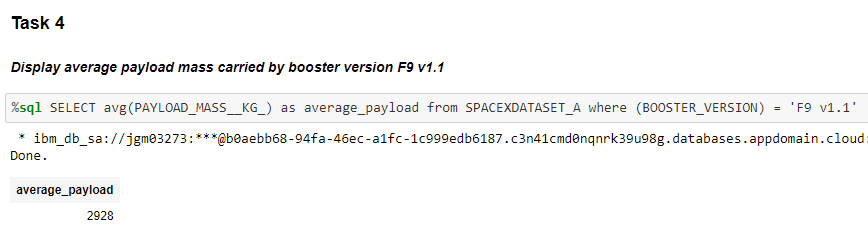 Task 4
Display average payload mass carried by booster version F9 v1.1
%sql SELECT avg(PAYLOAD_MASS__KG_) as average_payload from SPACEXDATASET_A where (BOOSTER_VERSION) = 'F9 v1.1'
* ibm_db_sa://jgm03273:***@b0aebb68-94fa-46ec-a1fc-1c999edb6187.c3n41cmd0nqnrk39u98g.databases.appdomain.cloud:
Done.
average_payload
2928